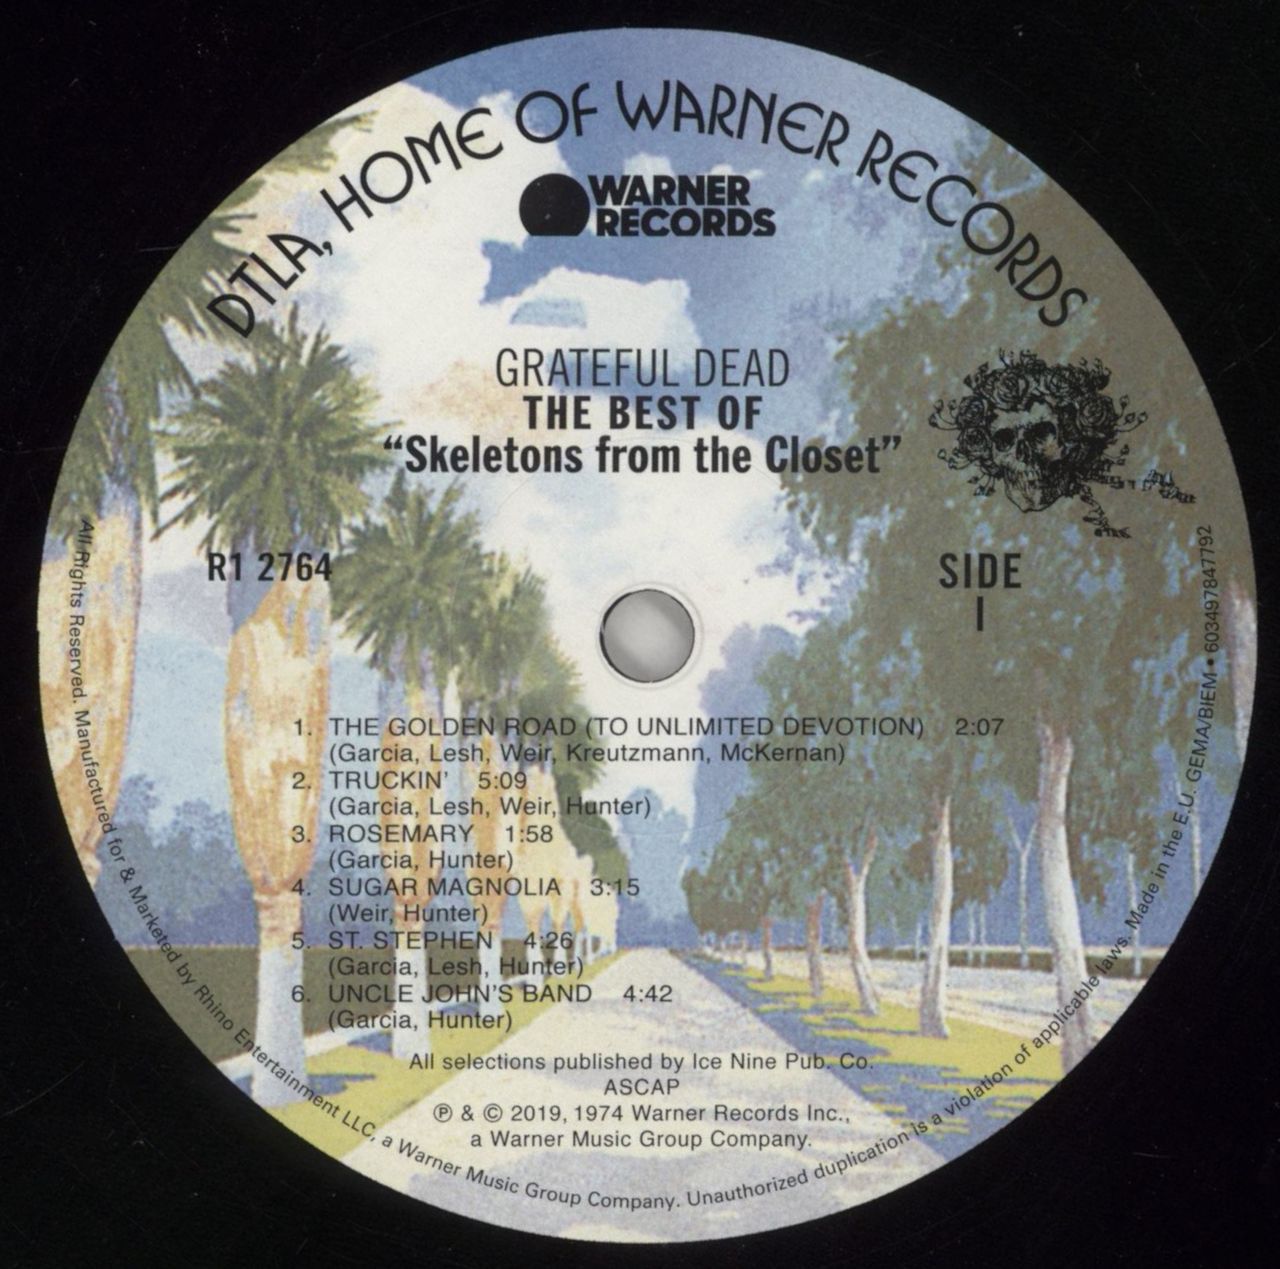 DTLA, HOME OF WARNER RECORDS
WARNER
RECORDS
GRATEFUL DEAD
THE BEST OF
“Skeletons from the Closet”
R1 2764
SIDE
I
1. THE GOLDEN ROAD (TO UNLIMITED DEVOTION) 2:07
(Garcia, Lesh, Weir, Kreutzmann, McKernan)
2. TRUCKIN' 5:09
(Garcia, Lesh, Weir, Hunter)
3. ROSEMARY 1:58
(Garcia, Hunter)
4. SUGAR MAGNOLIA 3:15
(Weir, Hunter)
5. ST. STEPHEN 4:26
(Garcia, Lesh, Hunter)
6. UNCLE JOHN'S BAND 4:42
(Garcia, Hunter)
All selections published by Ice Nine Pub. Co.
ASCAP
℗ & © 2019, 1974 Warner Records Inc.,
a Warner Music Group Company.
All Rights Reserved. Manufactured for & Marketed by Rhino Entertainment LLC, a Warner Music Group Company. Unauthorized duplication is a violation of applicable laws. Made in the E.U. GEMA/BIEM • 603497847792